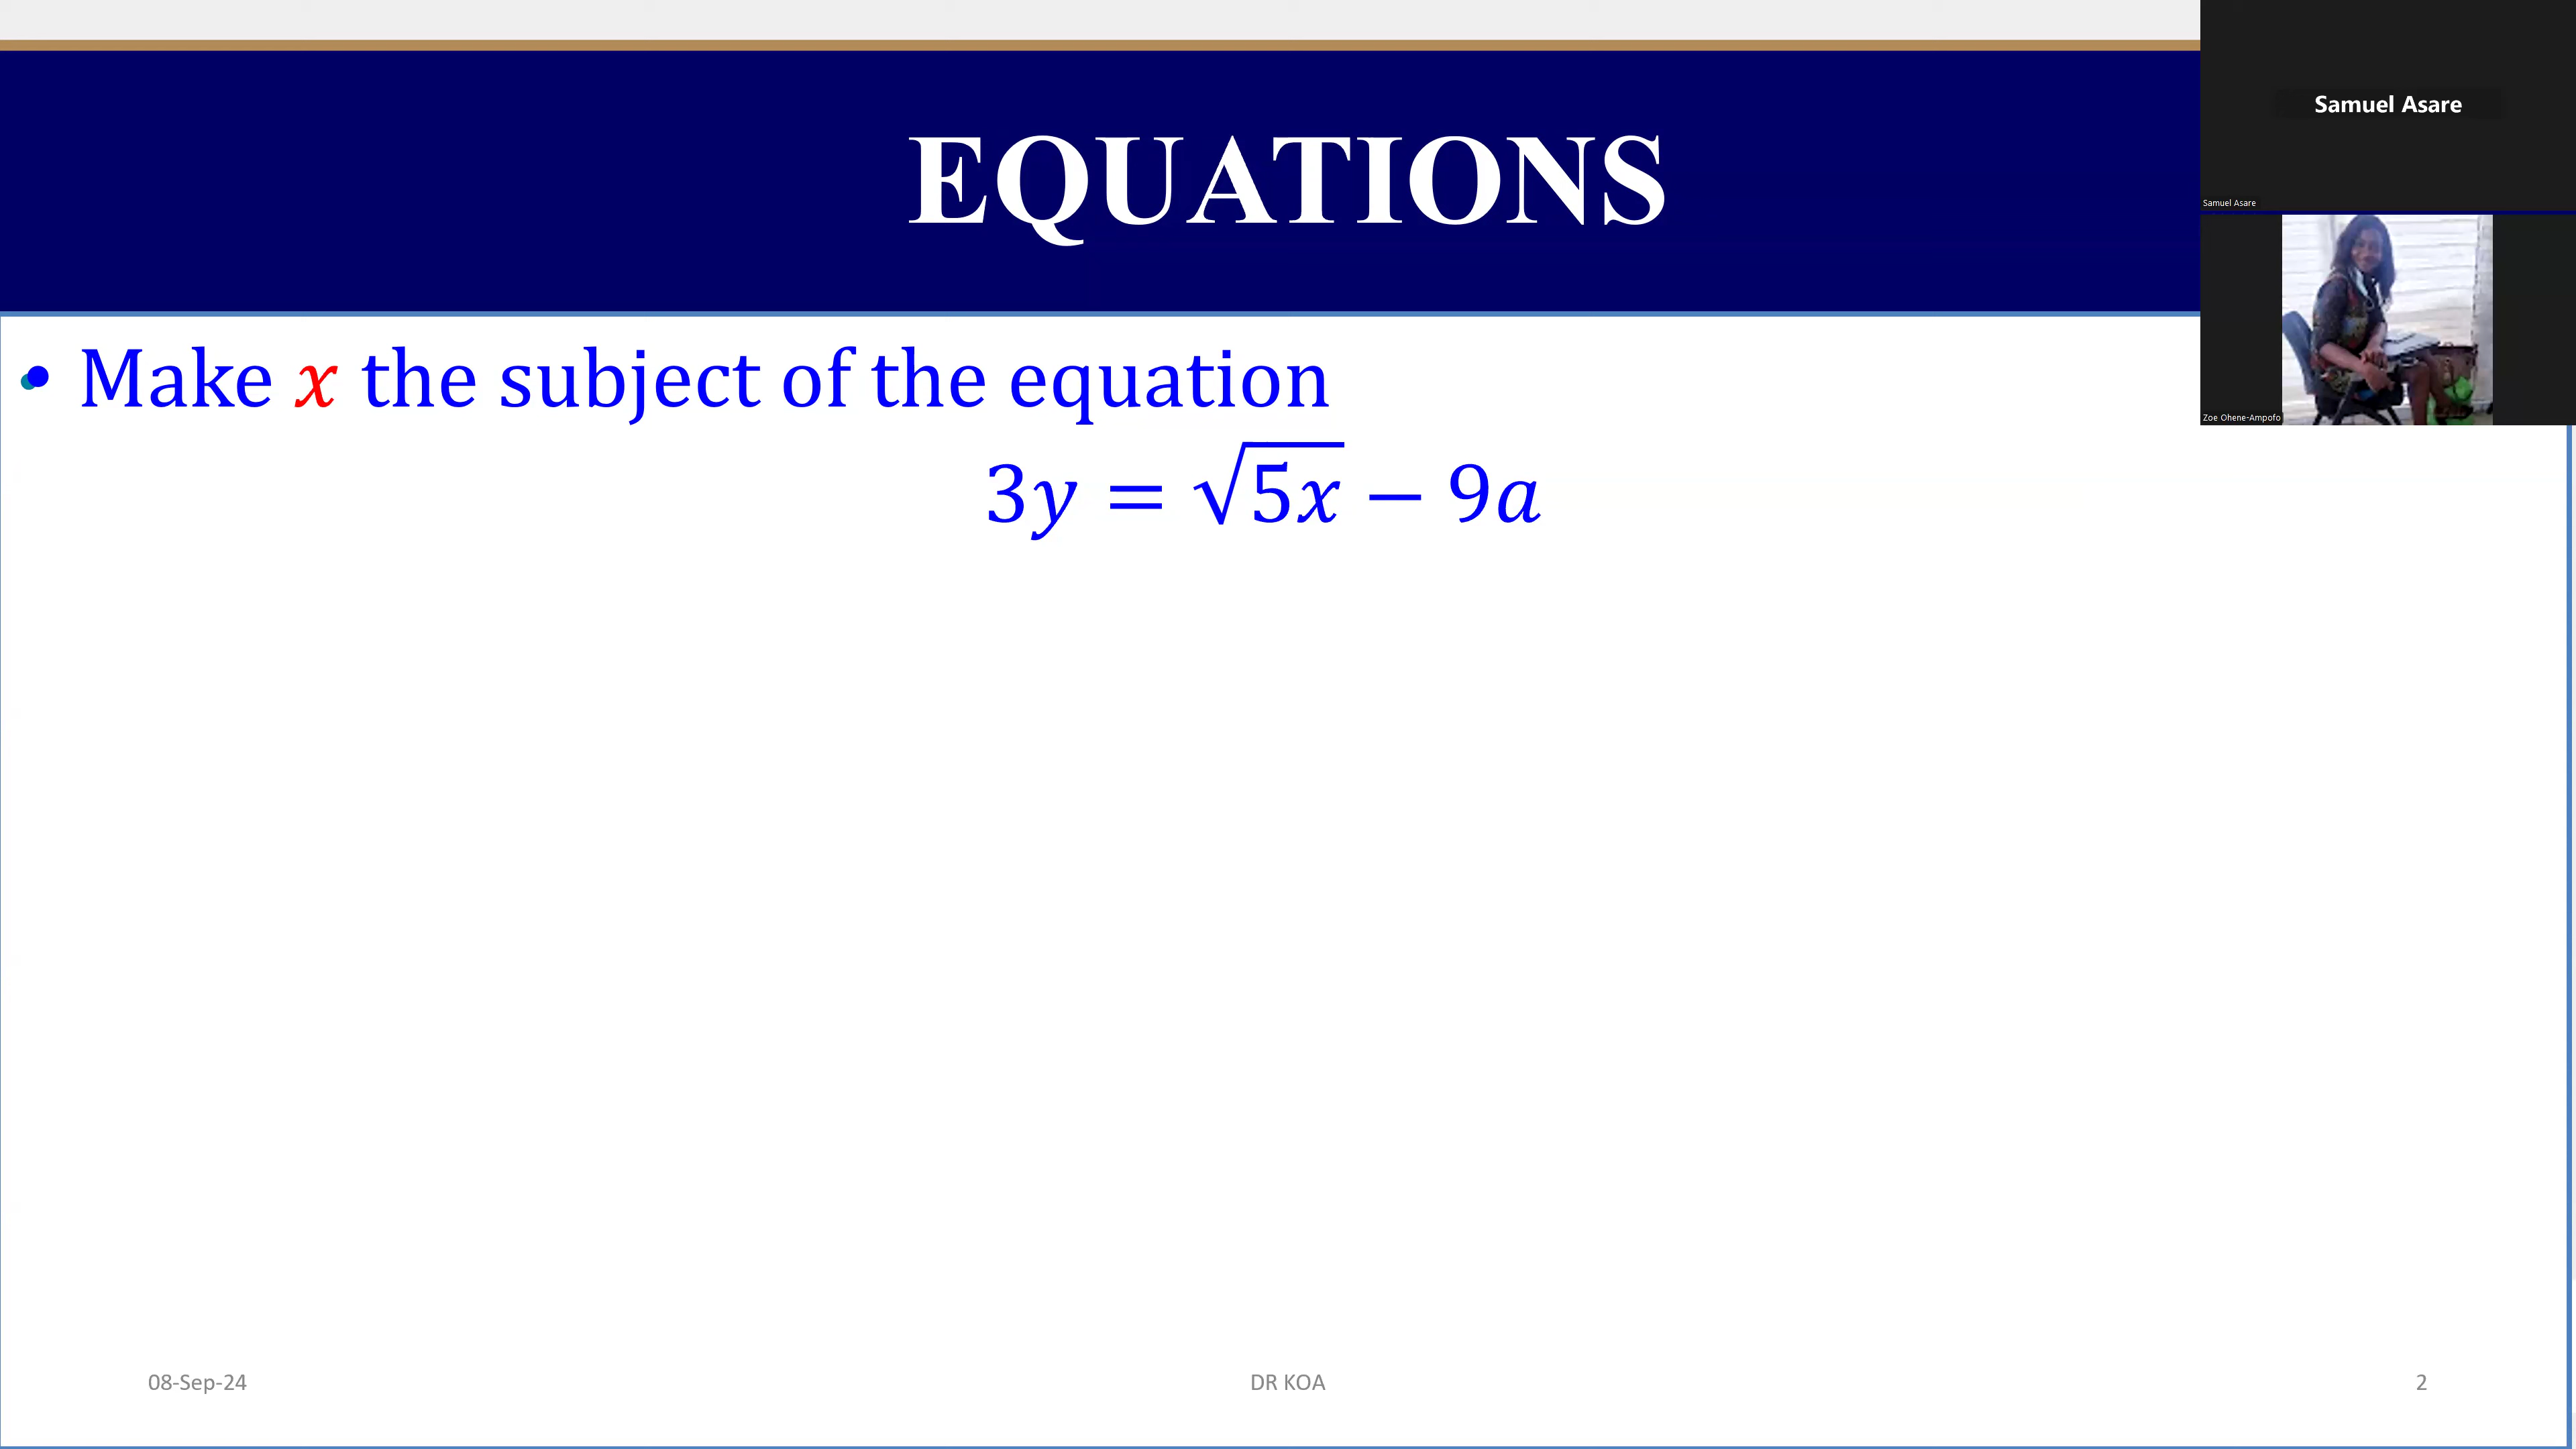 EQUATIONS
Samuel Asare
Samuel Asare
Zoe Ohene-Ampofo
• Make x the subject of the equation
3y = √5x − 9a
08-Sep-24
DR KOA
2